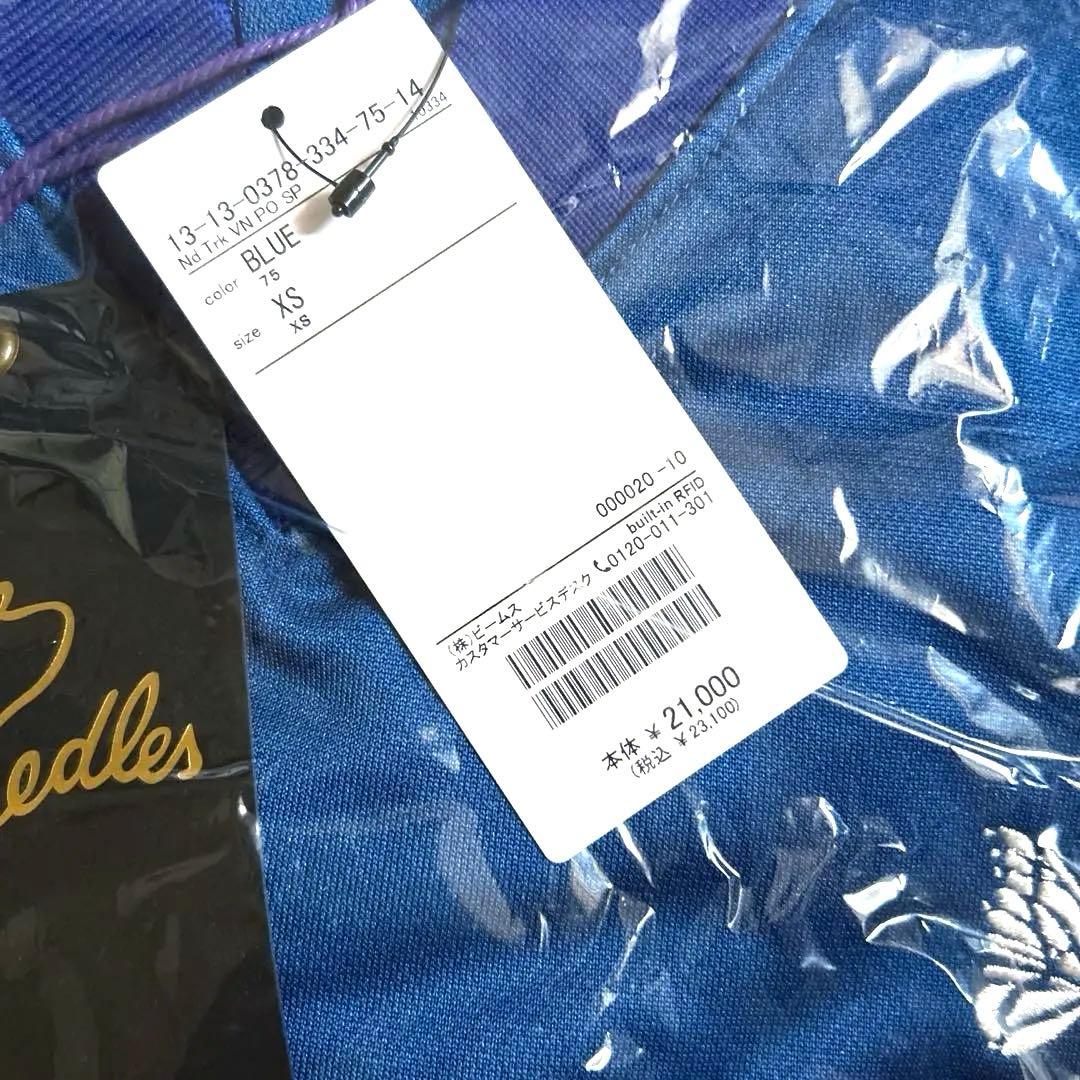 13-13-0378-334-75-14
Nd Trk VN PO SP
color BLUE
75
size XS
XS
000020-10
built-in RFID
(株)ビームス
カスタマーサービスデスク 0120-011-301
本体 ¥ 21,000
(税込 ¥ 23,100)
edles